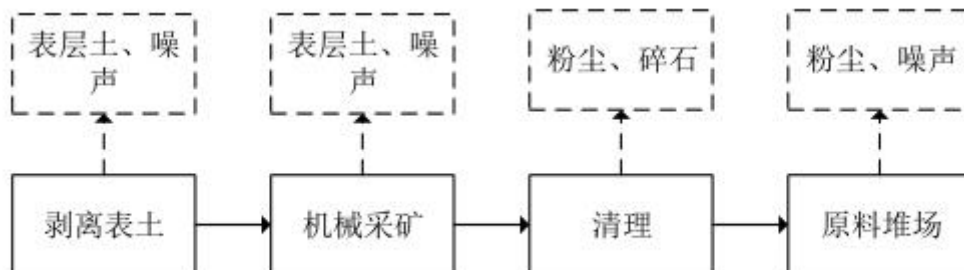 表层土、噪
声
表层土、噪
声
粉尘、碎石
粉尘、噪声
剥离表土
机械采矿
清理
原料堆场